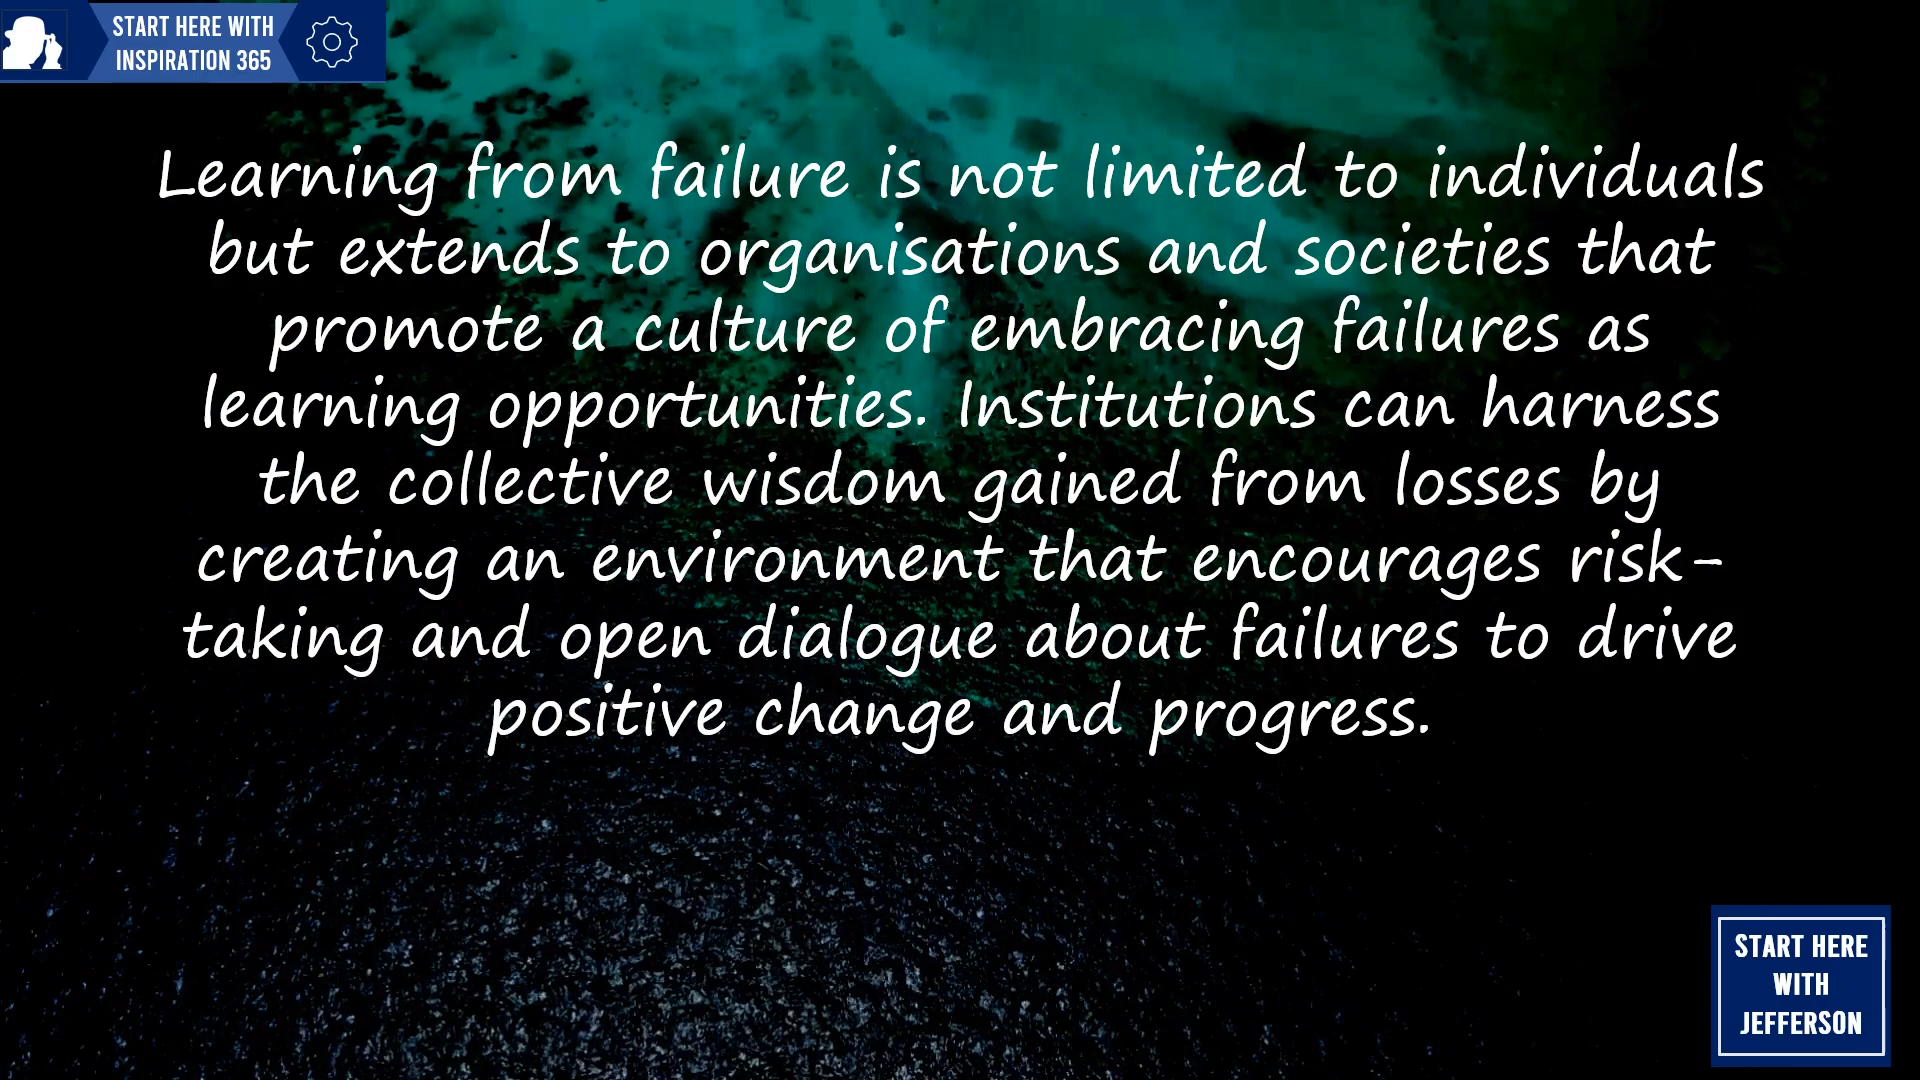 START HERE WITH
INSPIRATION 365
Learning from failure is not limited to individuals
but extends to organisations and societies that
promote a culture of embracing failures as
learning opportunities. Institutions can harness
the collective wisdom gained from losses by
creating an environment that encourages risk-
taking and open dialogue about failures to drive
positive change and progress.
START HERE
WITH
JEFFERSON